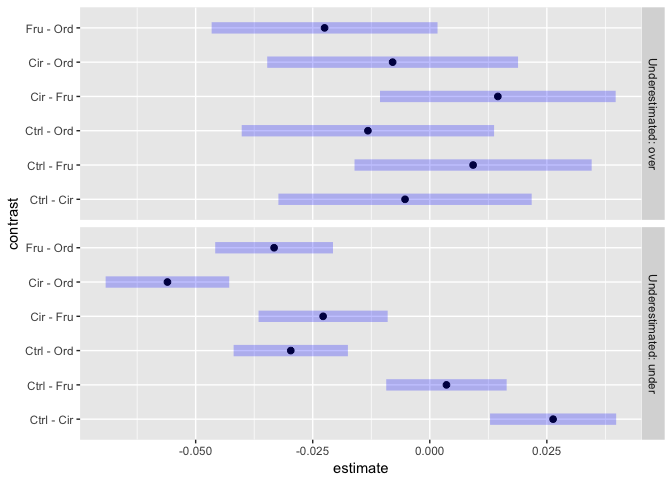 Fru - Ord
Cir - Ord
Cir - Fru
Ctrl - Ord
Ctrl - Fru
Ctrl - Cir
Underestimated: over
contrast
Fru - Ord
Cir - Ord
Cir - Fru
Ctrl - Ord
Ctrl - Fru
Ctrl - Cir
Underestimated: under
-0.050 -0.025 0.000 0.025
estimate